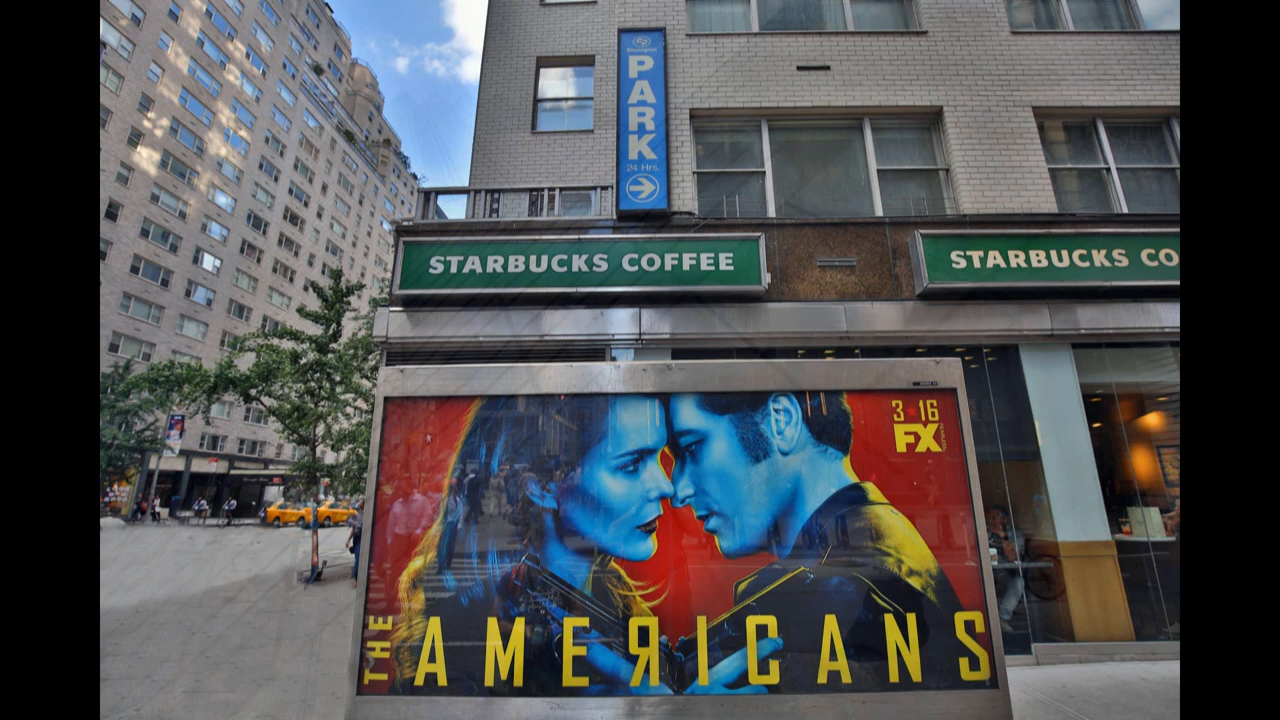 PARK
24 Hrs.
STARBUCKS COFFEE
STARBUCKS CO
3 16
FX
THE
AMEЯICANS